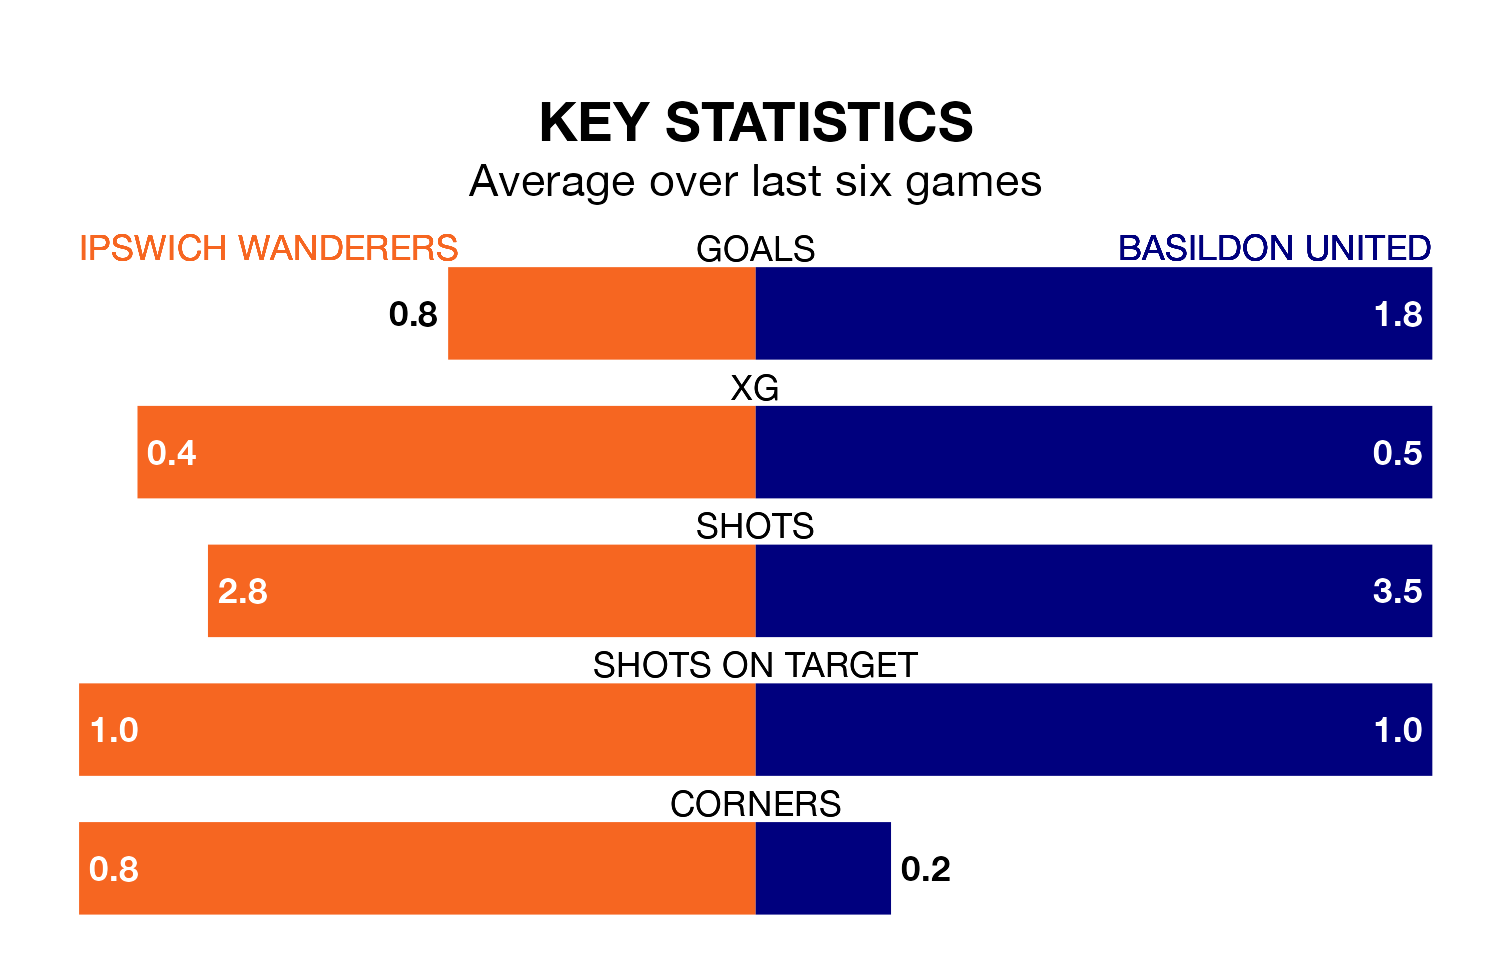 KEY STATISTICS
Average over last six games
IPSWICH WANDERERS GOALS BASILDON UNITED
0.8 1.8
XG
0.4 0.5
SHOTS
2.8 3.5
SHOTS ON TARGET
1.0 1.0
CORNERS
0.8 0.2